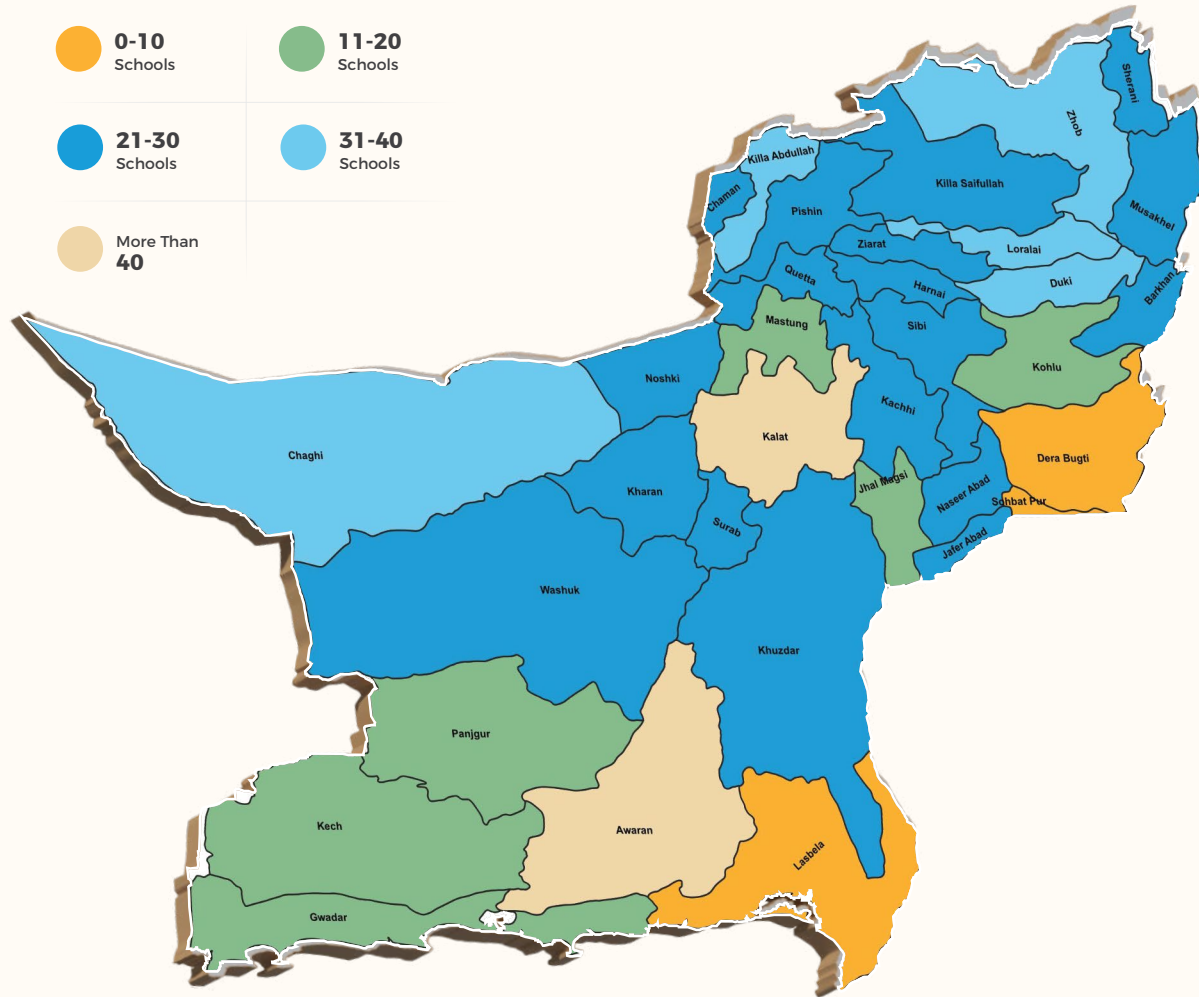 0-10
Schools
11-20
Schools
21-30
Schools
31-40
Schools
More Than
40
Sherani
Zhob
Killa Abdullah
Killa Saifullah
Chaman
Pishin
Musakhel
Ziarat
Loralai
Quetta
Harnai
Duki
Barkhan
Mastung
Sibi
Kohlu
Noshki
Kachhi
Kalat
Chaghi
Dera Bugti
Jhal Magsi
Kharan
Naseer Abad
Sohbat Pur
Surab
Jafer Abad
Washuk
Khuzdar
Panjgur
Kech
Awaran
Lasbela
Gwadar